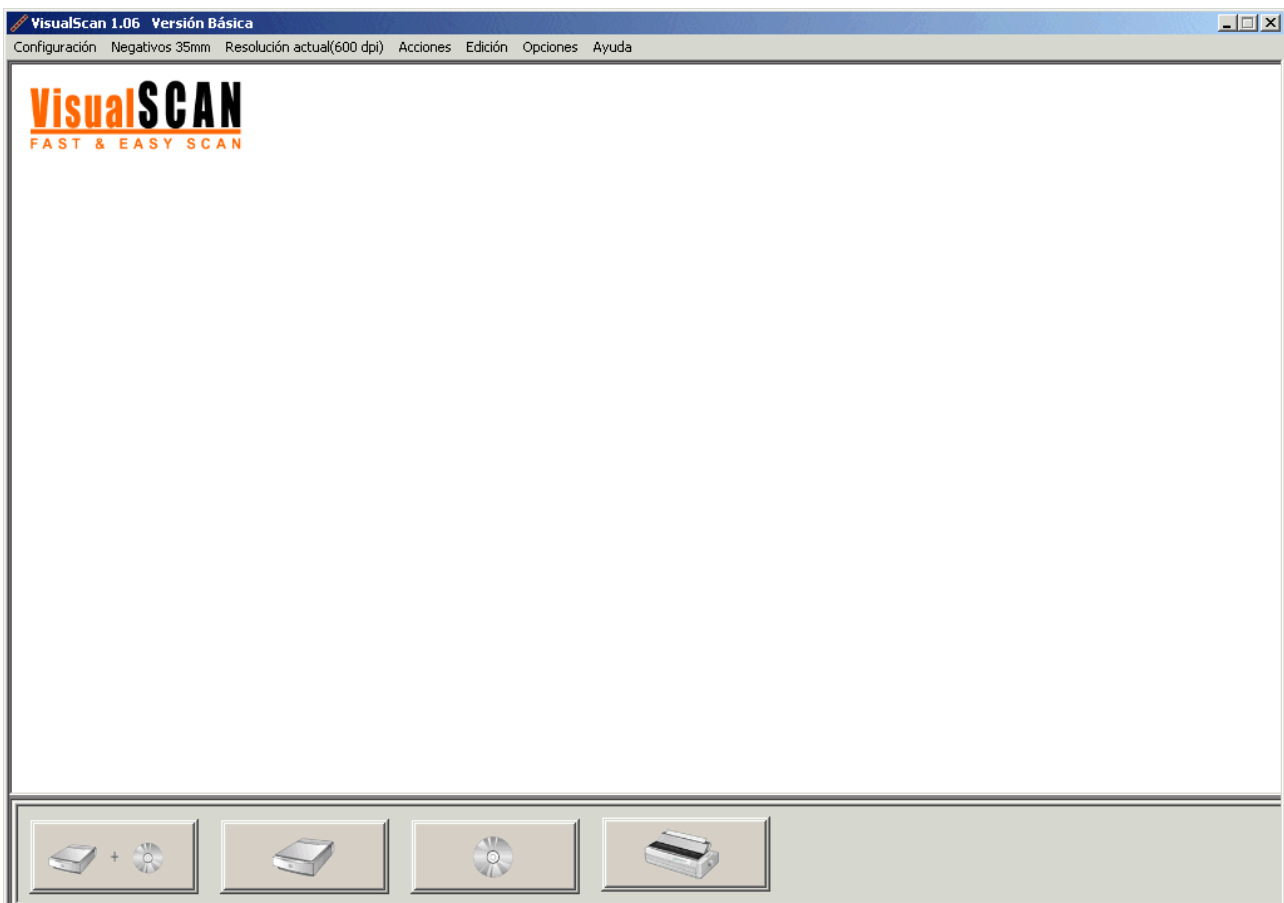 VisualScan 1.06 Versión Básica
Configuración Negativos 35mm Resolución actual(600 dpi) Acciones Edición Opciones Ayuda
VisualSCAN
FAST & EASY SCAN
+